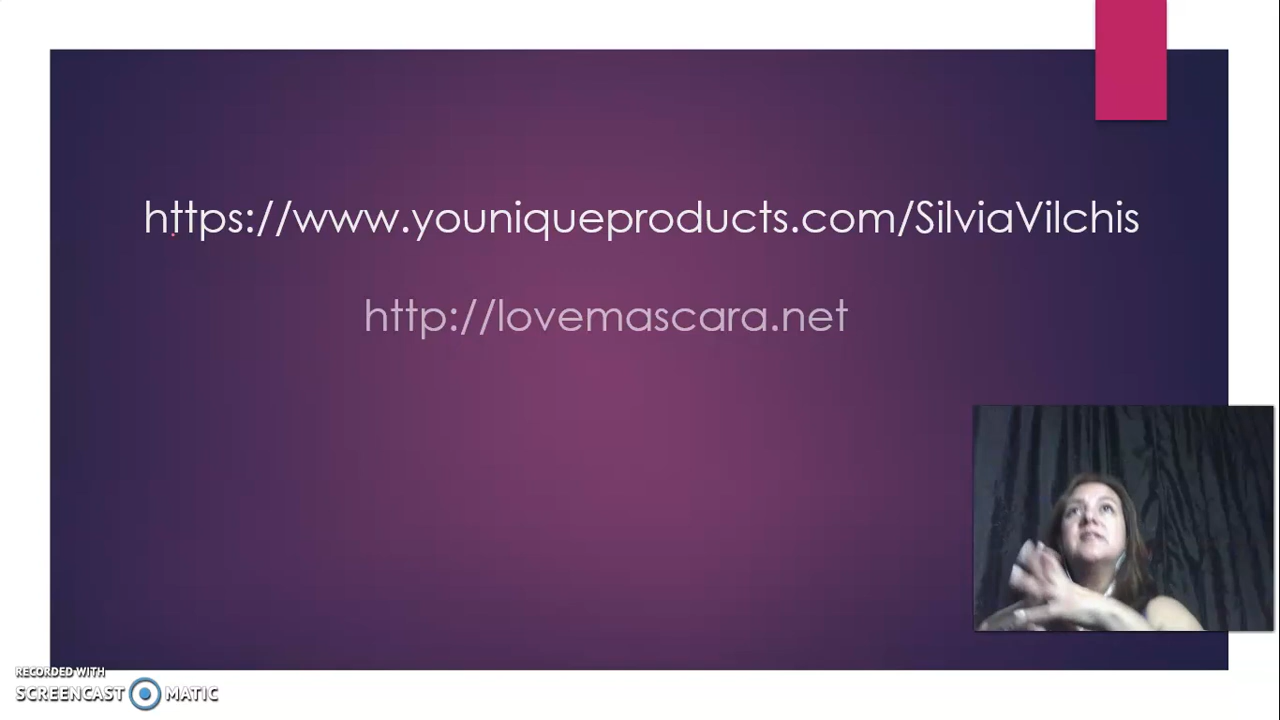 https://www.youniqueproducts.com/SilviaVilchis
http://lovemascara.net
RECORDED WITH
SCREENCAST MATIC